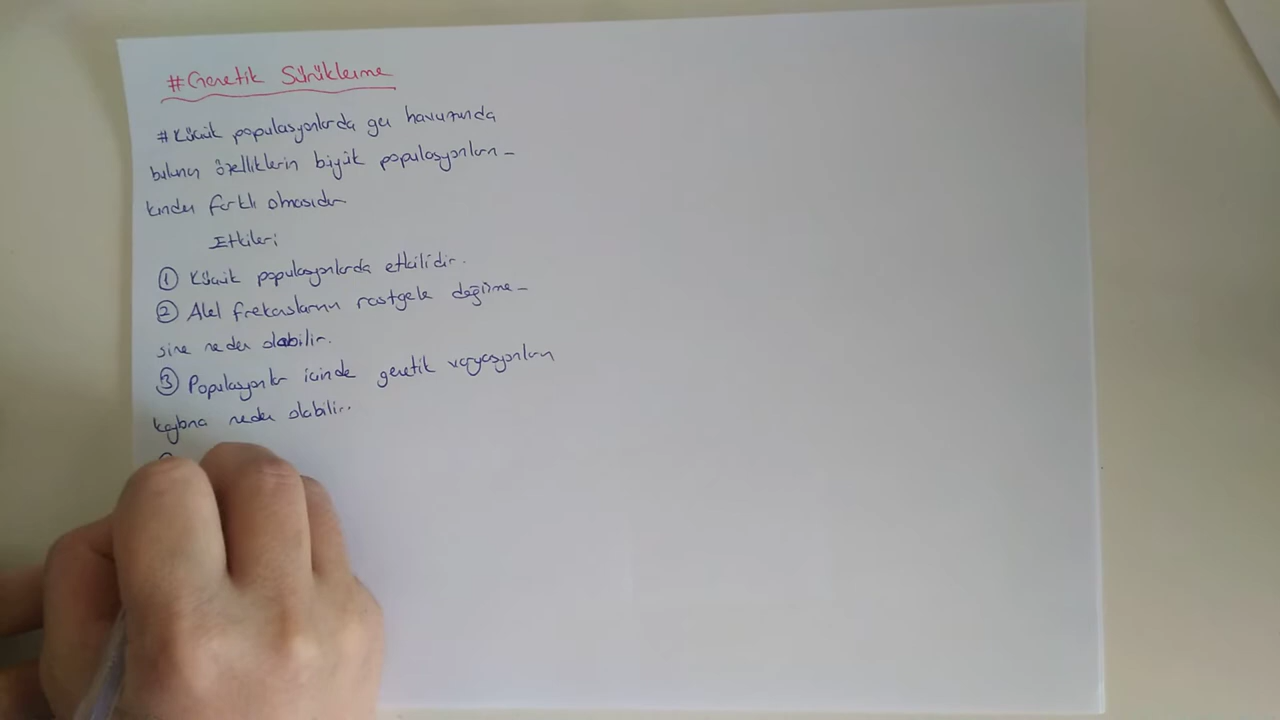 #Genetik Sürüklenme
#Küçük populasyonlarda gen havuzunda
bulunan özelliklerin büyük populasyonların-
kinden farklı olmasıdır
Etkileri
① Küçük populasyonlarda etkilidir.
② Alel frekanslarının rastgele değişme-
sine neden olabilir.
③ Populasyonlar içinde genetik varyasyonların
kaybına neden olabilir.